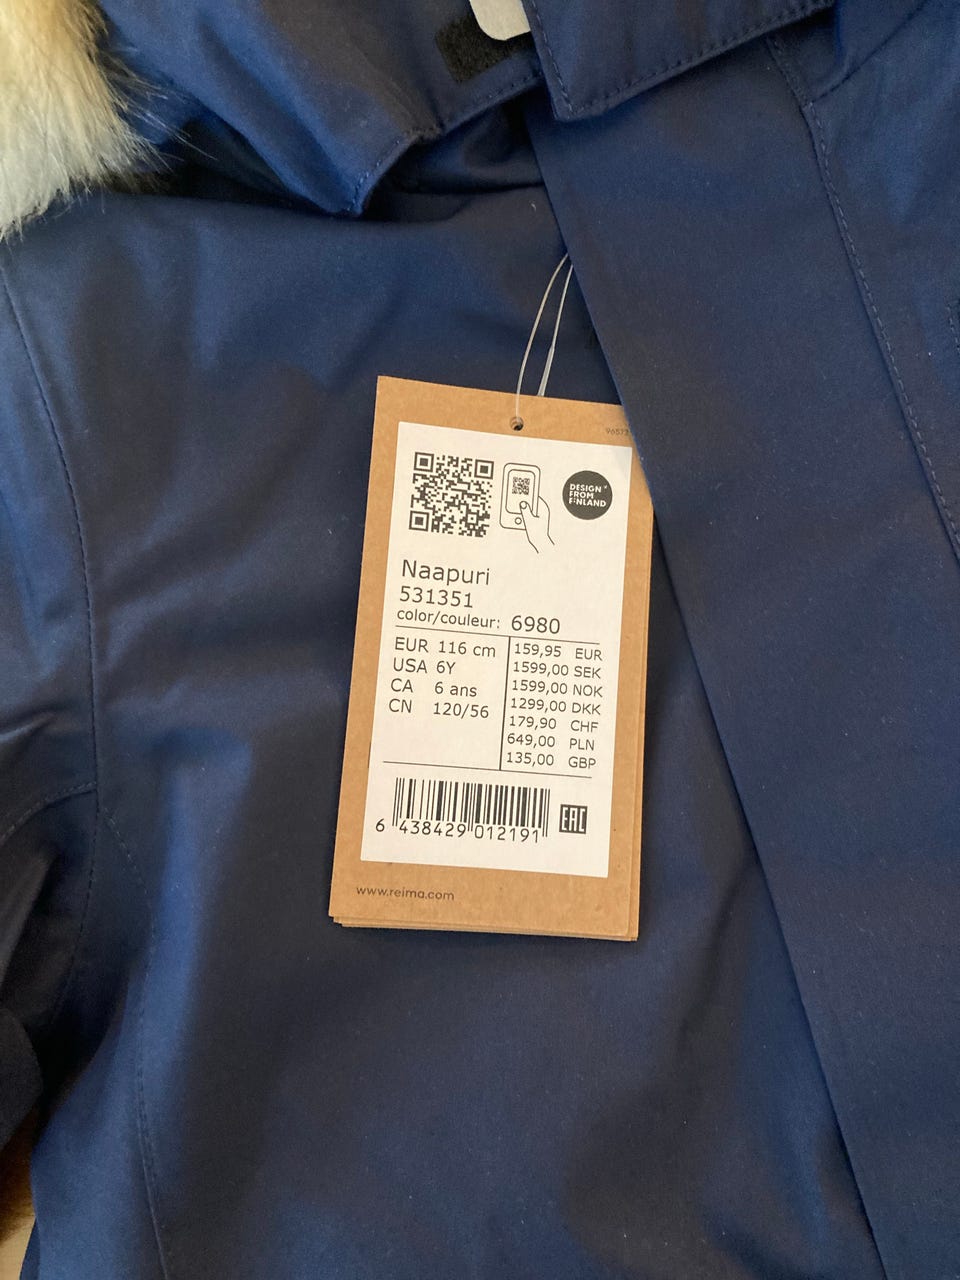 96572
DESIGN
FROM
FINLAND
Naapuri
531351
color/couleur: 6980
EUR 116 cm
USA 6Y
CA 6 ans
CN 120/56
159,95 EUR
1599,00 SEK
1599,00 NOK
1299,00 DKK
179,90 CHF
649,00 PLN
135,00 GBP
6 438429 012191
EAC
www.reima.com